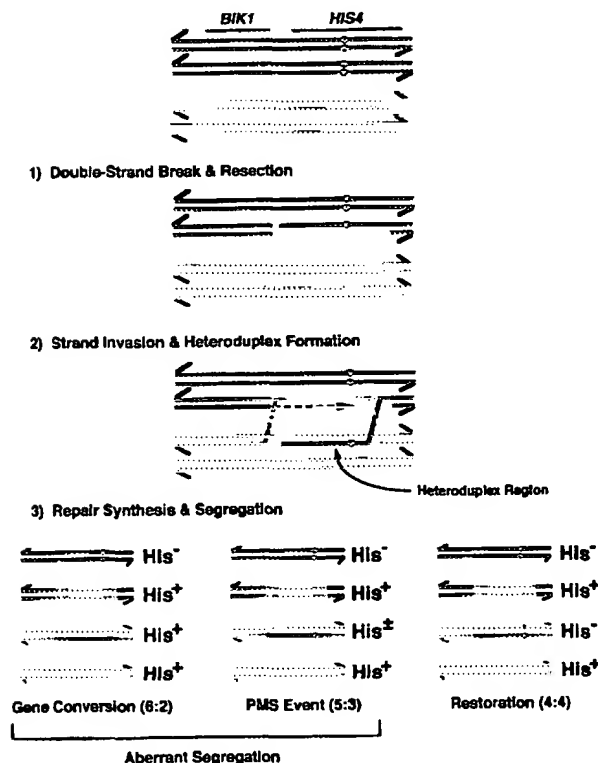 BIK1 HIS4
1) Double-Strand Break & Resection
2) Strand Invasion & Heteroduplex Formation
Heteroduplex Region
3) Repair Synthesis & Segregation
His- His- His-
His+ His+ His+
His+ His± His-
His+ His+ His+
Gene Conversion (6:2) PMS Event (5:3) Restoration (4:4)
Aberrant Segregation